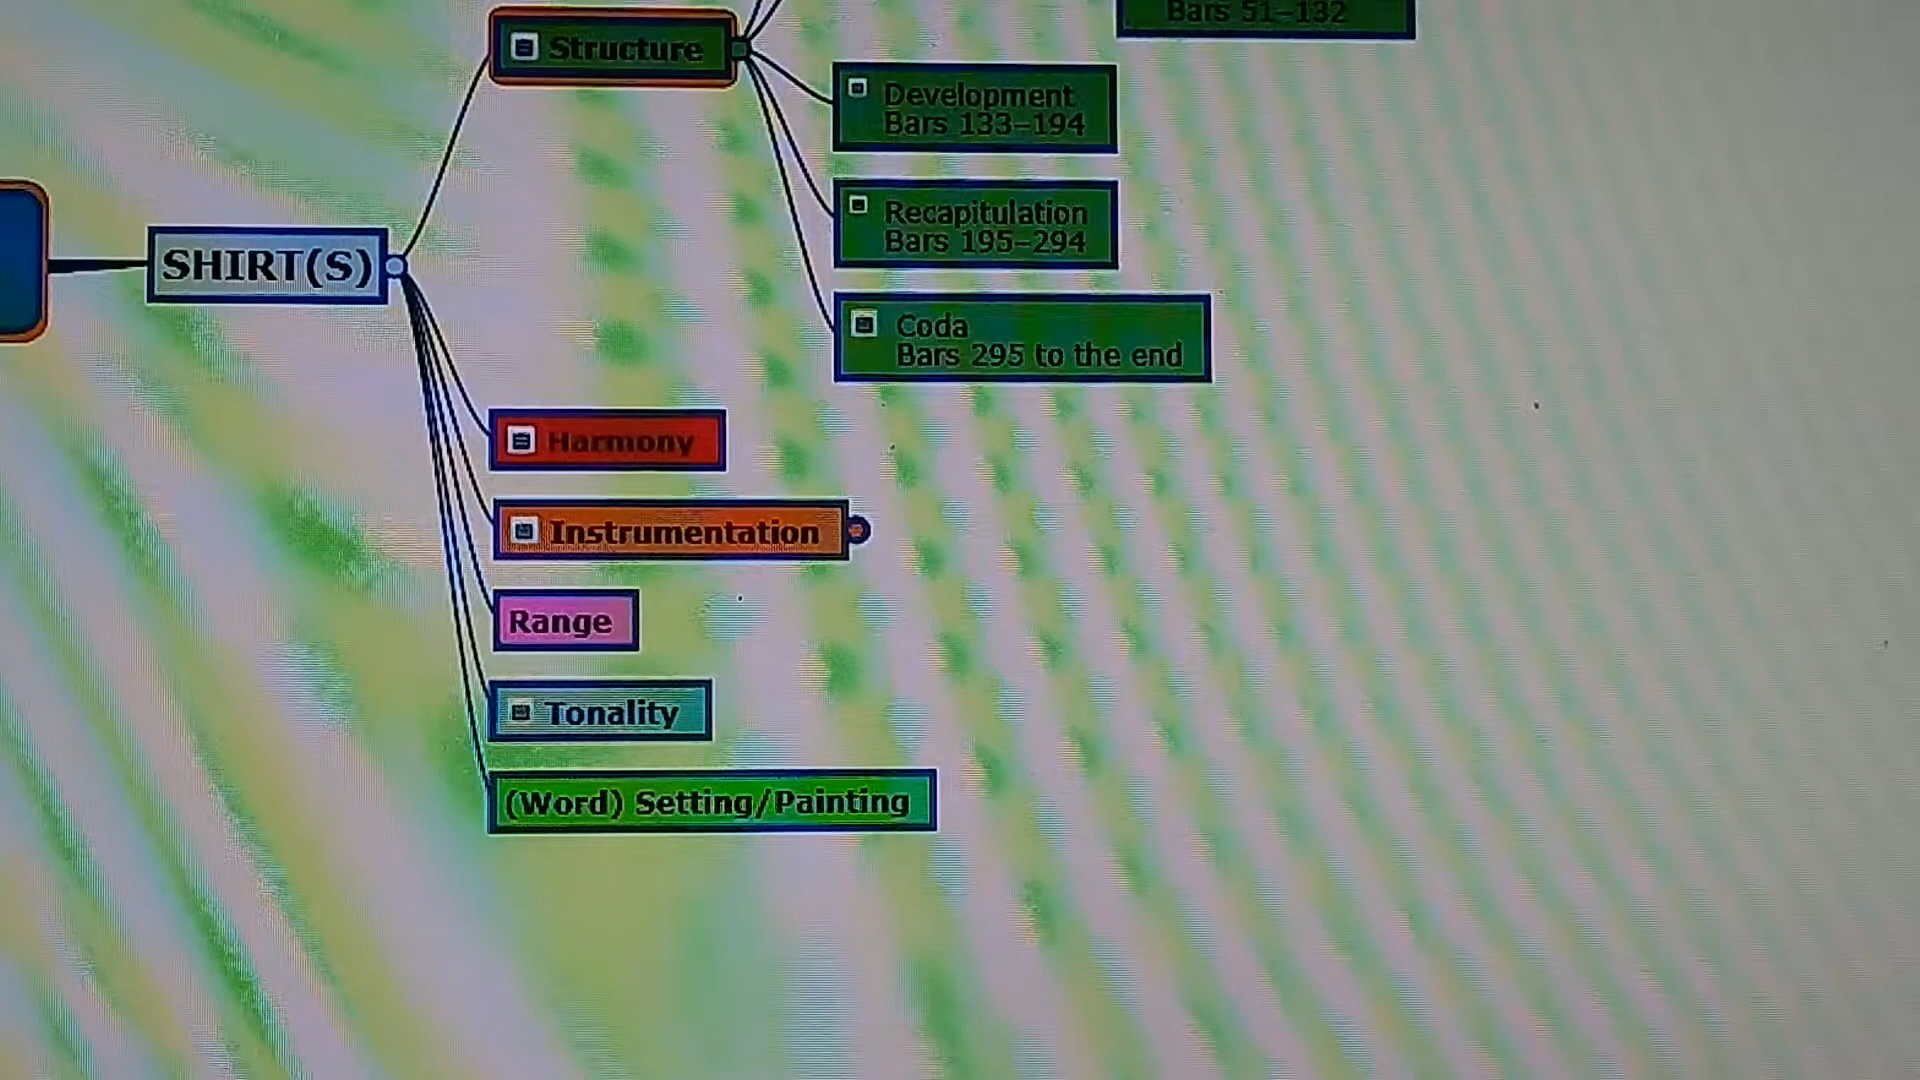 Bars 51-132
Structure
Development
Bars 133-194
Recapitulation
Bars 195-294
SHIRT(S)
Coda
Bars 295 to the end
Harmony
Instrumentation
Range
Tonality
(Word) Setting/Painting